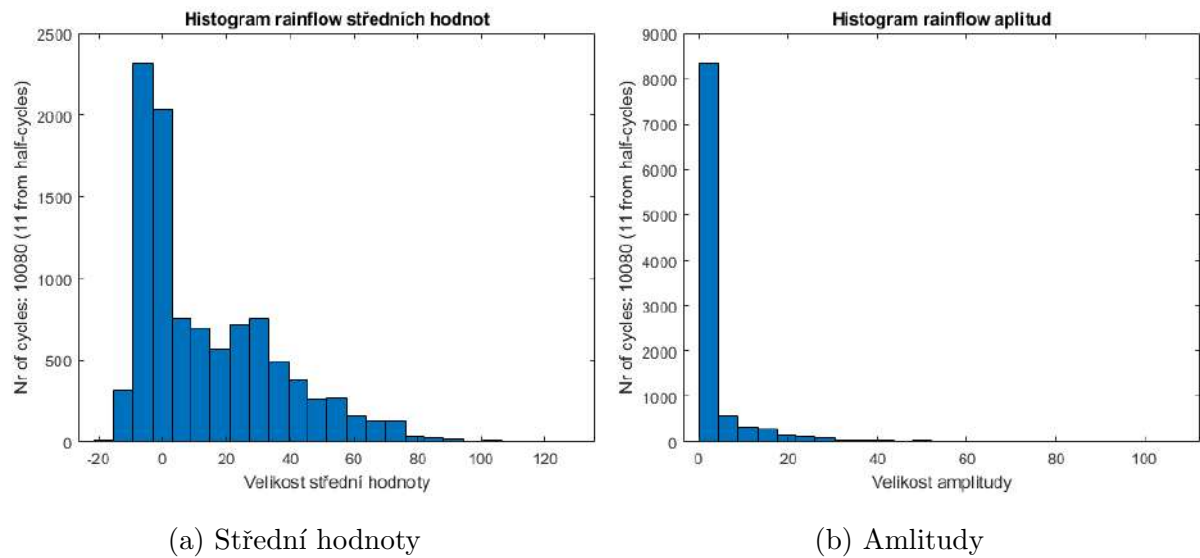 Histogram rainflow středních hodnot
Nr of cycles: 10080 (11 from half-cycles)
2500
2000
1500
1000
500
0
-20 0 20 40 60 80 100 120
Velikost střední hodnoty
(a) Střední hodnoty
Histogram rainflow aplitud
Nr of cycles: 10080 (11 from half-cycles)
9000
8000
7000
6000
5000
4000
3000
2000
1000
0
0 20 40 60 80 100
Velikost amplitudy
(b) Amlitudy